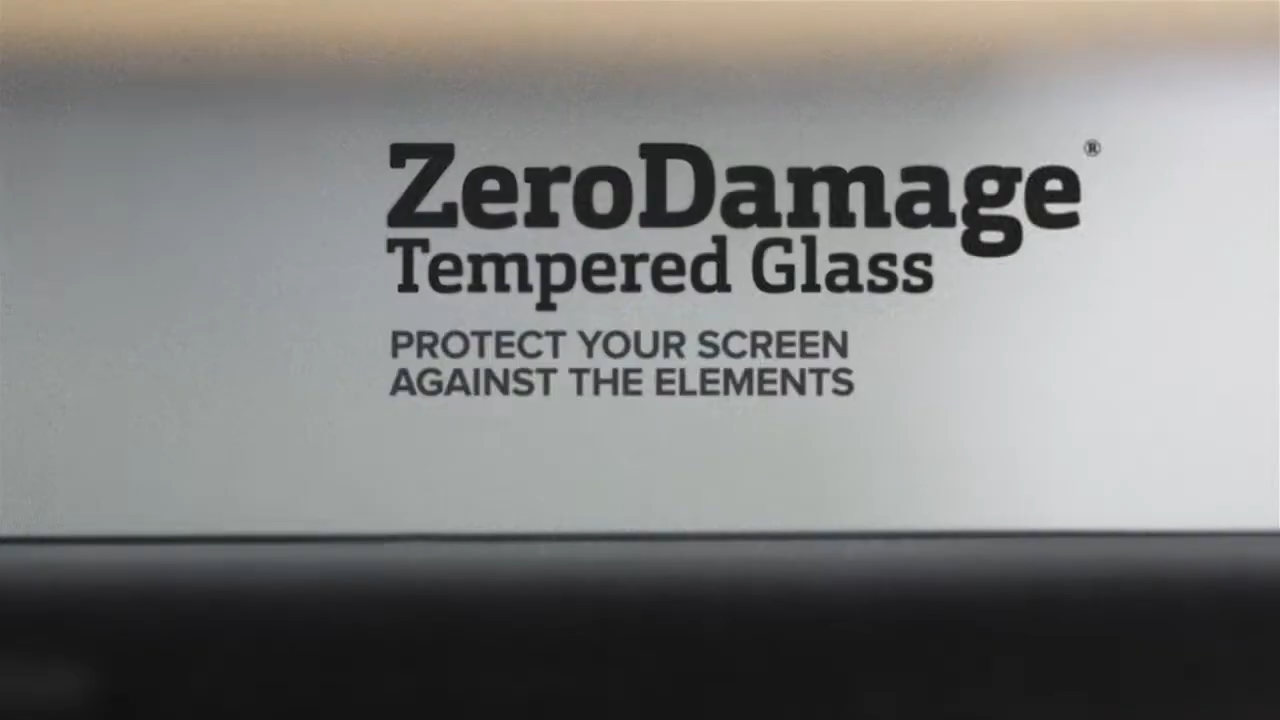 ZeroDamage®
Tempered Glass
PROTECT YOUR SCREEN
AGAINST THE ELEMENTS